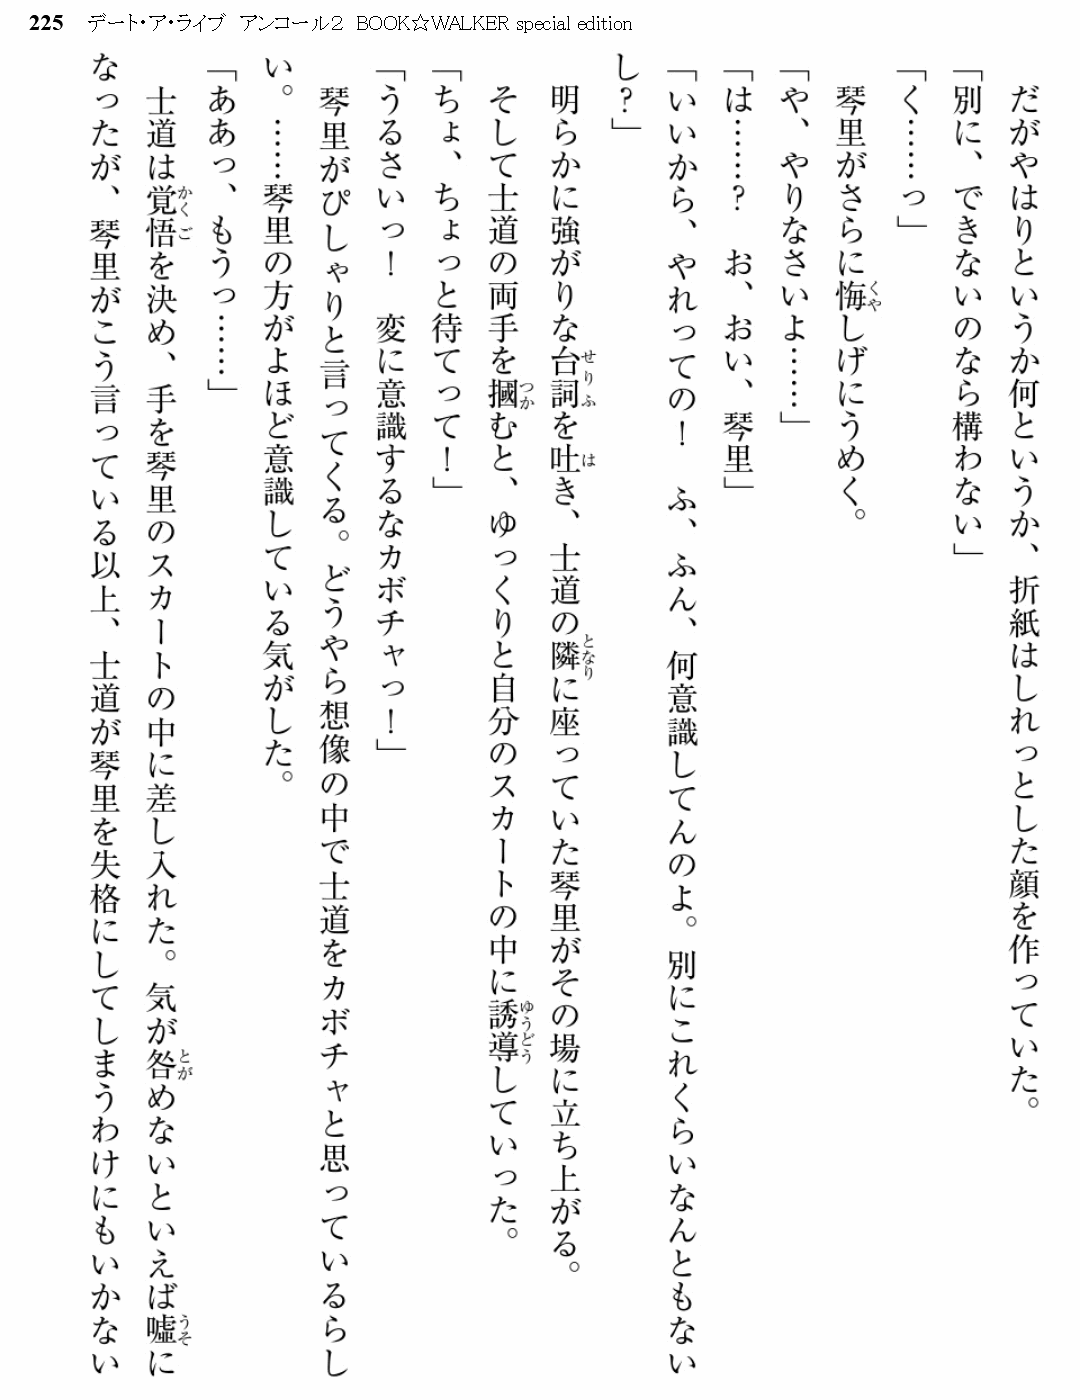 225 デート・ア・ライブ アンコール2 BOOK☆WALKER special edition
だがやはりというか何というか、折紙はしれっとした顔を作っていた。
「別に、できないのなら構わない」
「く……っ」
琴里がさらに悔しげにうめく。
「や、やりなさいよ……」
「は……? お、おい、琴里」
「いいから、やれっての! ふ、ふん、何意識してんのよ。別にこれくらいなんともない
し?」
明らかに強がりな台詞を吐き、士道の隣に座っていた琴里がその場に立ち上がる。
そして士道の両手を摑むと、ゆっくりと自分のスカートの中に誘導していった。
「ちょ、ちょっと待てって!」
「うるさいっ! 変に意識するなカボチャっ!」
琴里がぴしゃりと言ってくる。どうやら想像の中で士道をカボチャと思っているらし
い。……琴里の方がよほど意識している気がした。
「ああっ、もうっ……」
士道は覚悟を決め、手を琴里のスカートの中に差し入れた。気が咎めないといえば噓に
なったが、琴里がこう言っている以上、士道が琴里を失格にしてしまうわけにもいかない